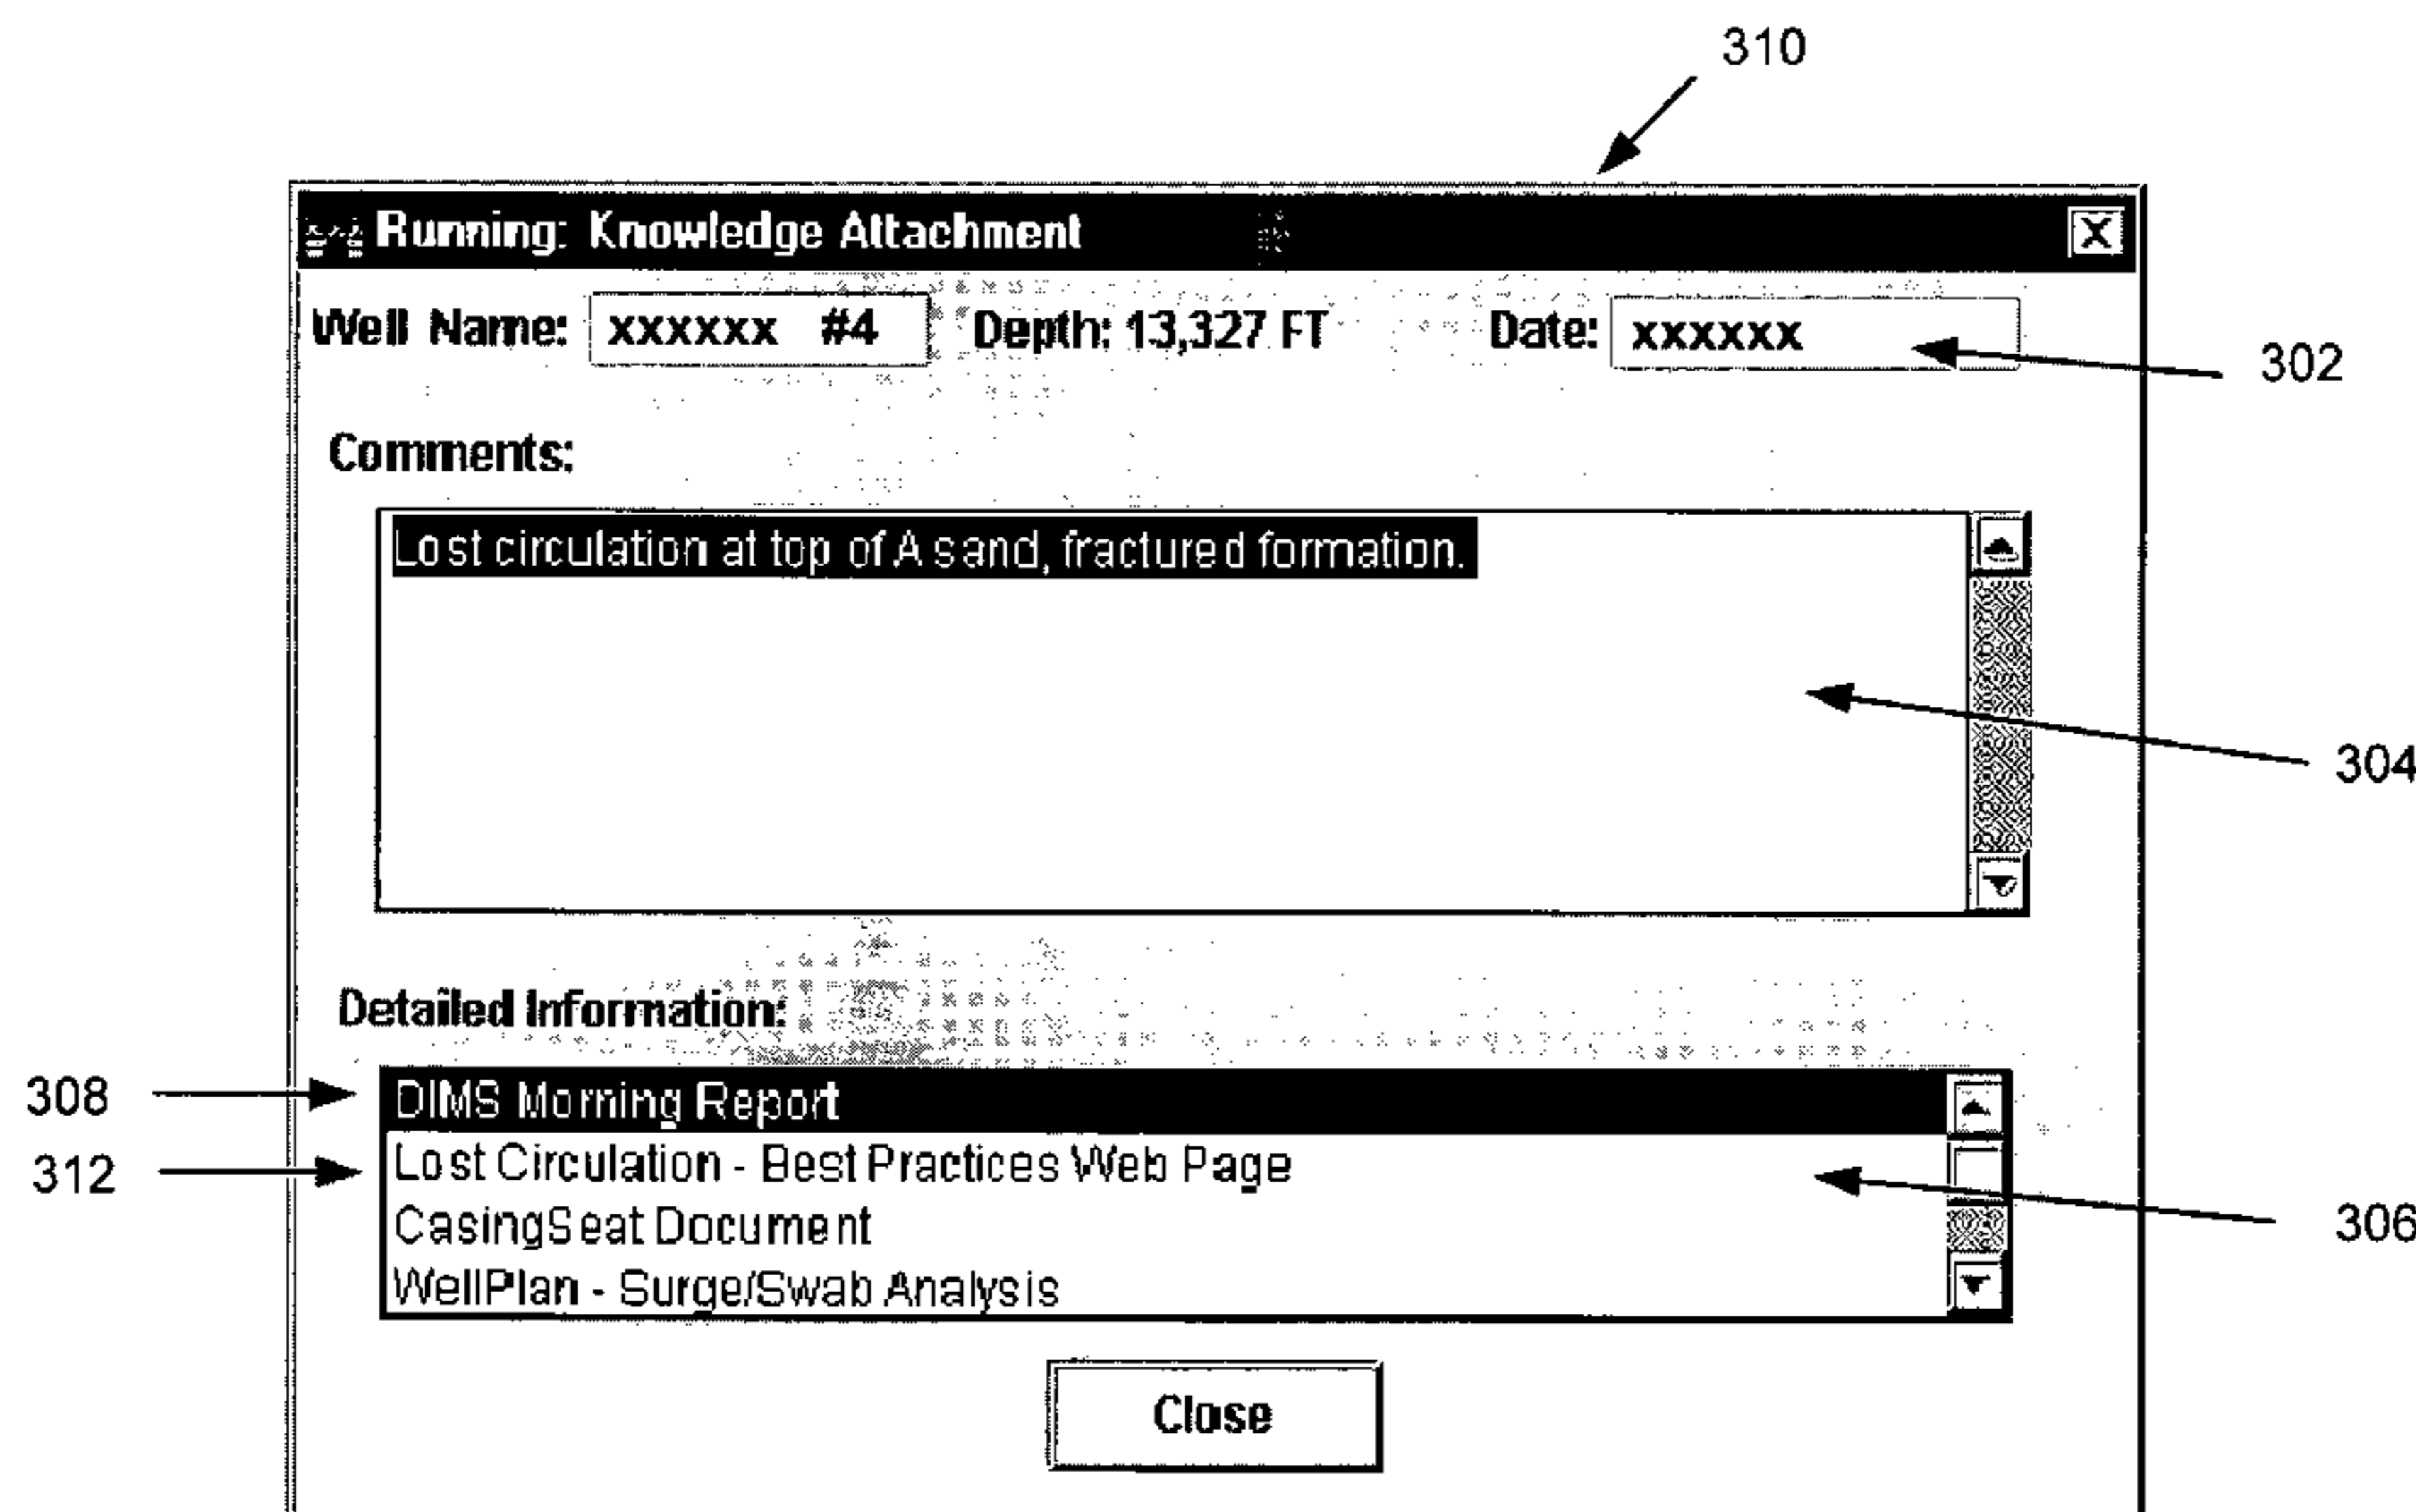 310
Running: Knowledge Attachment X
Well Name: xxxxxx #4 Depth: 13,327 FT Date: xxxxxx
302
Comments:
Lost circulation at top of A sand, fractured formation.
304
Detailed Information:
308 DIMS Morning Report
312 Lost Circulation - Best Practices Web Page
306
CasingSeat Document
WellPlan - Surge/Swab Analysis
Close